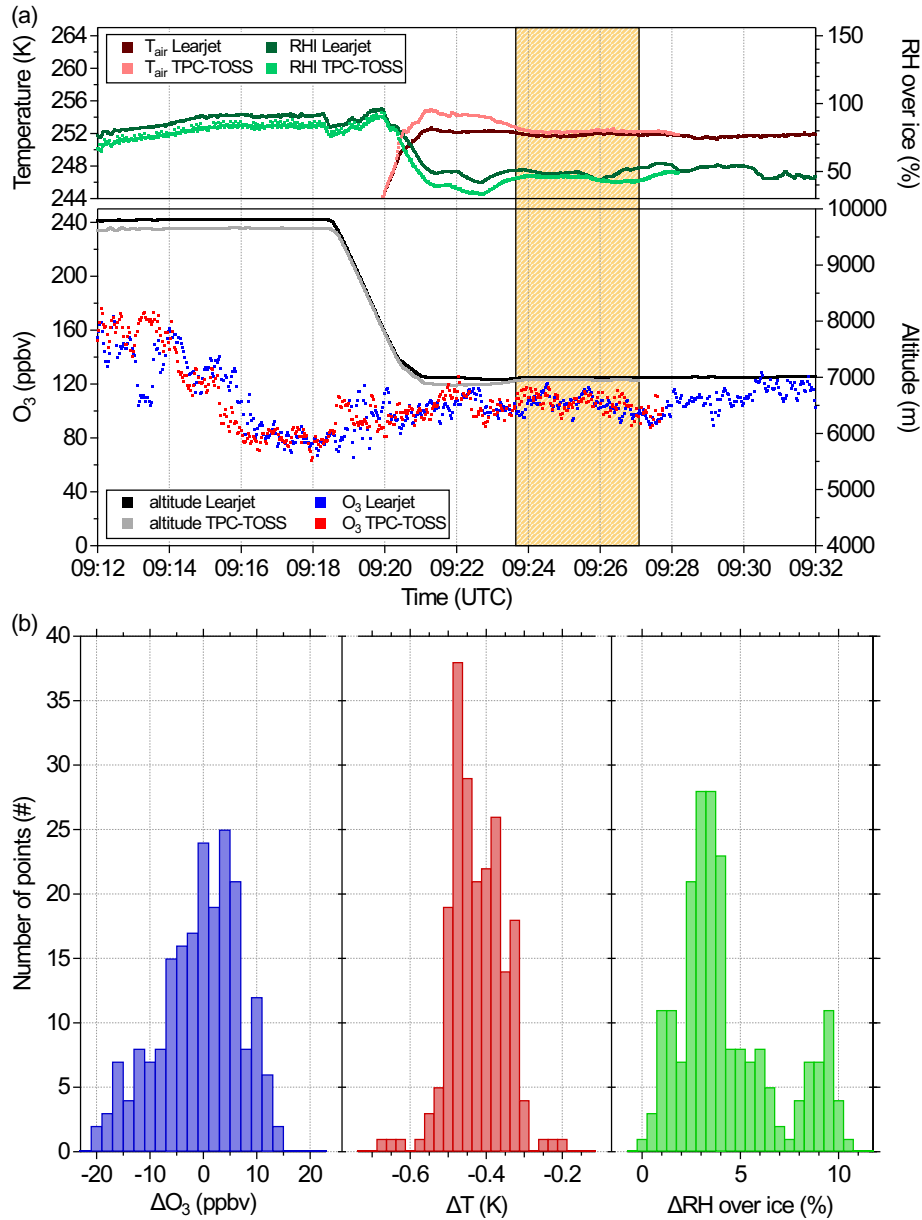 (a)
264
260
256
252
248
244
Temperature (K)
T_air Learjet
T_air TPC-TOSS
RHI Learjet
RHI TPC-TOSS
150
100
50
RH over ice (%)
240
200
160
120
80
40
0
O₃ (ppbv)
altitude Learjet
altitude TPC-TOSS
O₃ Learjet
O₃ TPC-TOSS
10000
9000
8000
7000
6000
5000
4000
Altitude (m)
09:12 09:14 09:16 09:18 09:20 09:22 09:24 09:26 09:28 09:30 09:32
Time (UTC)
(b)
40
35
30
25
20
15
10
5
0
Number of points (#)
-20 -10 0 10 20
ΔO₃ (ppbv)
-0.6 -0.4 -0.2
ΔT (K)
0 5 10
ΔRH over ice (%)